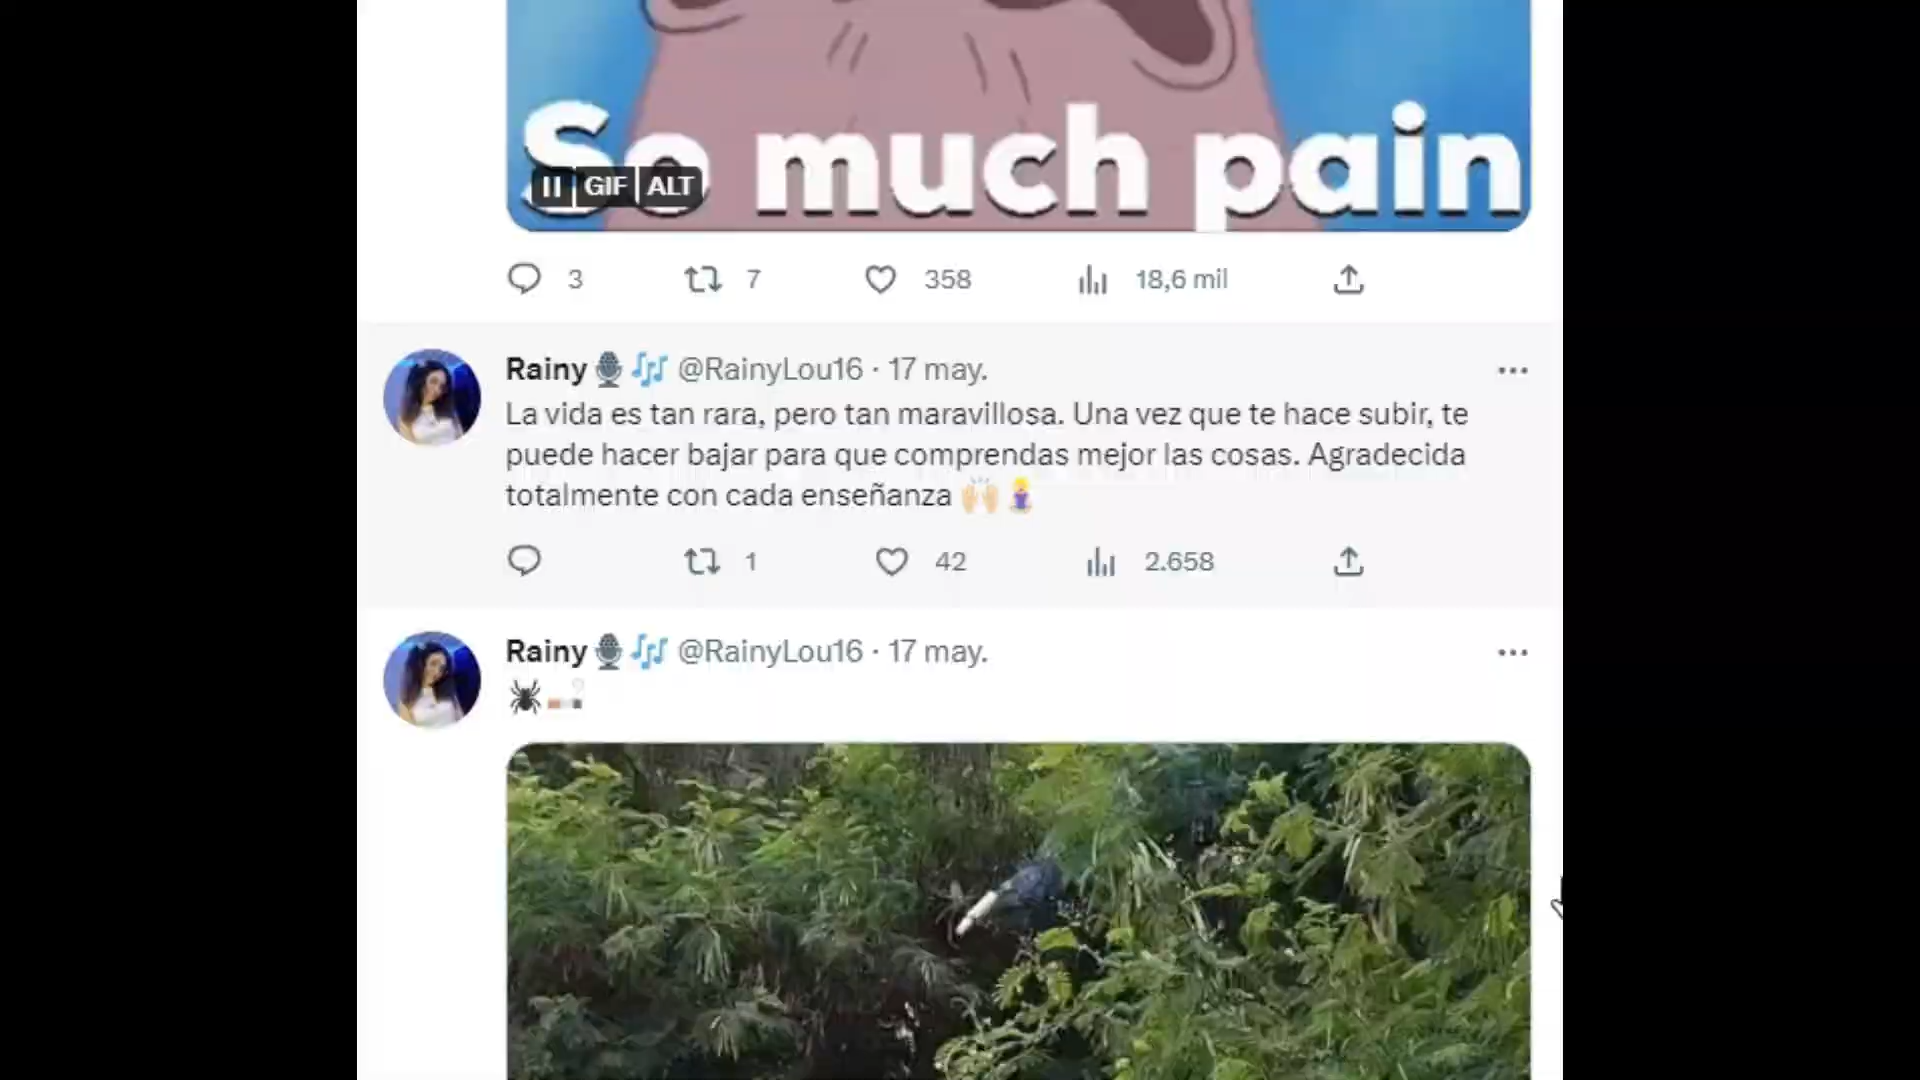 So much pain
GIF ALT
3 7 358 18,6 mil
Rainy🎙️🎶 @RainyLou16 · 17 may.
La vida es tan rara, pero tan maravillosa. Una vez que te hace subir, te
puede hacer bajar para que comprendas mejor las cosas. Agradecida
totalmente con cada enseñanza 🙌🏼🧘🏼‍♀️
1 42 2.658
Rainy🎙️🎶 @RainyLou16 · 17 may.
🕷️🚬